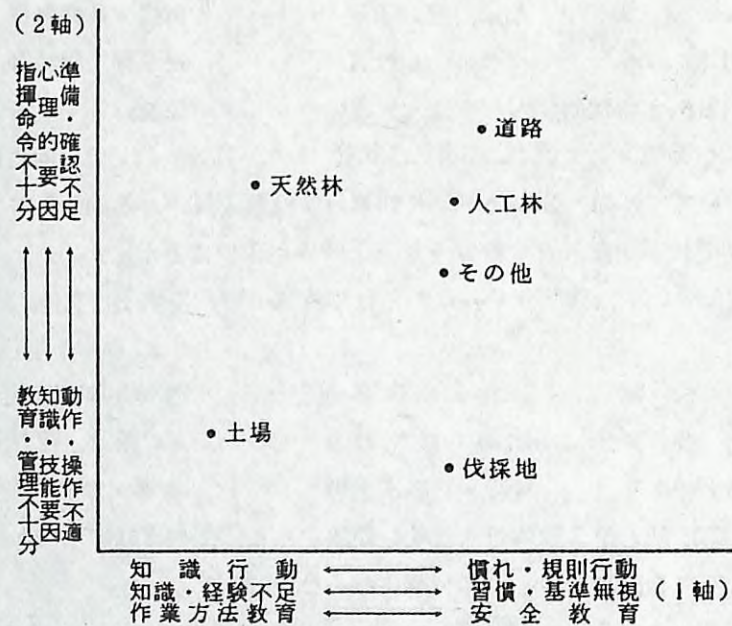 (2軸)
準備・確認不足
心理的要因
指揮命令不十分
動作・操作不適
知識・技能要因
教育・管理不十分
道路
天然林
人工林
その他
土場
伐採地
知識行動 ←→ 慣れ・規則行動
知識・経験不足 ←→ 習慣・基準無視 (1軸)
作業方法教育 ←→ 安全教育